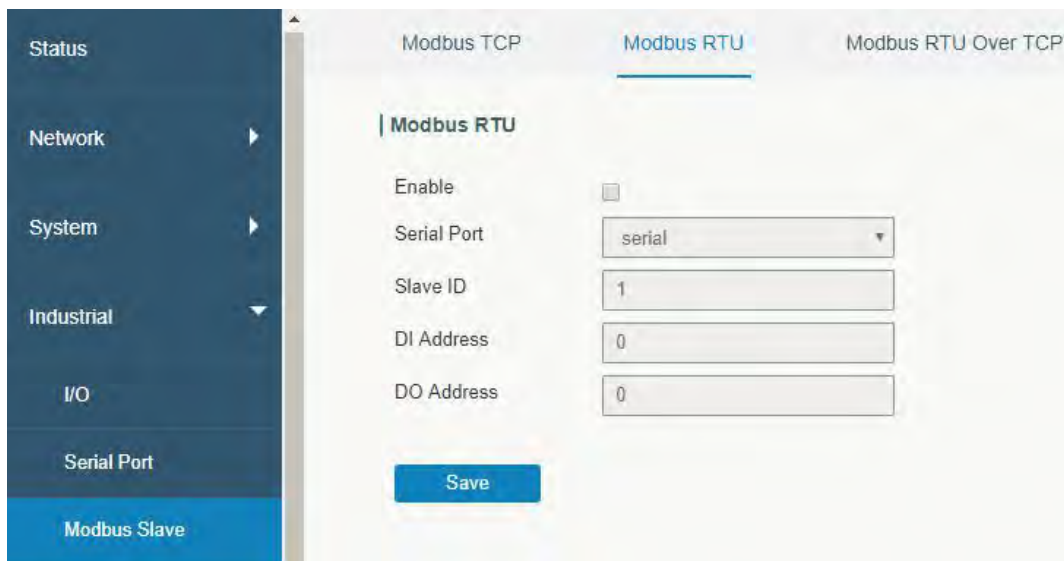 Status
Network
System
Industrial
I/O
Serial Port
Modbus Slave
Modbus TCP
Modbus RTU
Modbus RTU Over TCP
Modbus RTU
Enable
Serial Port
serial
Slave ID
1
DI Address
0
DO Address
0
Save